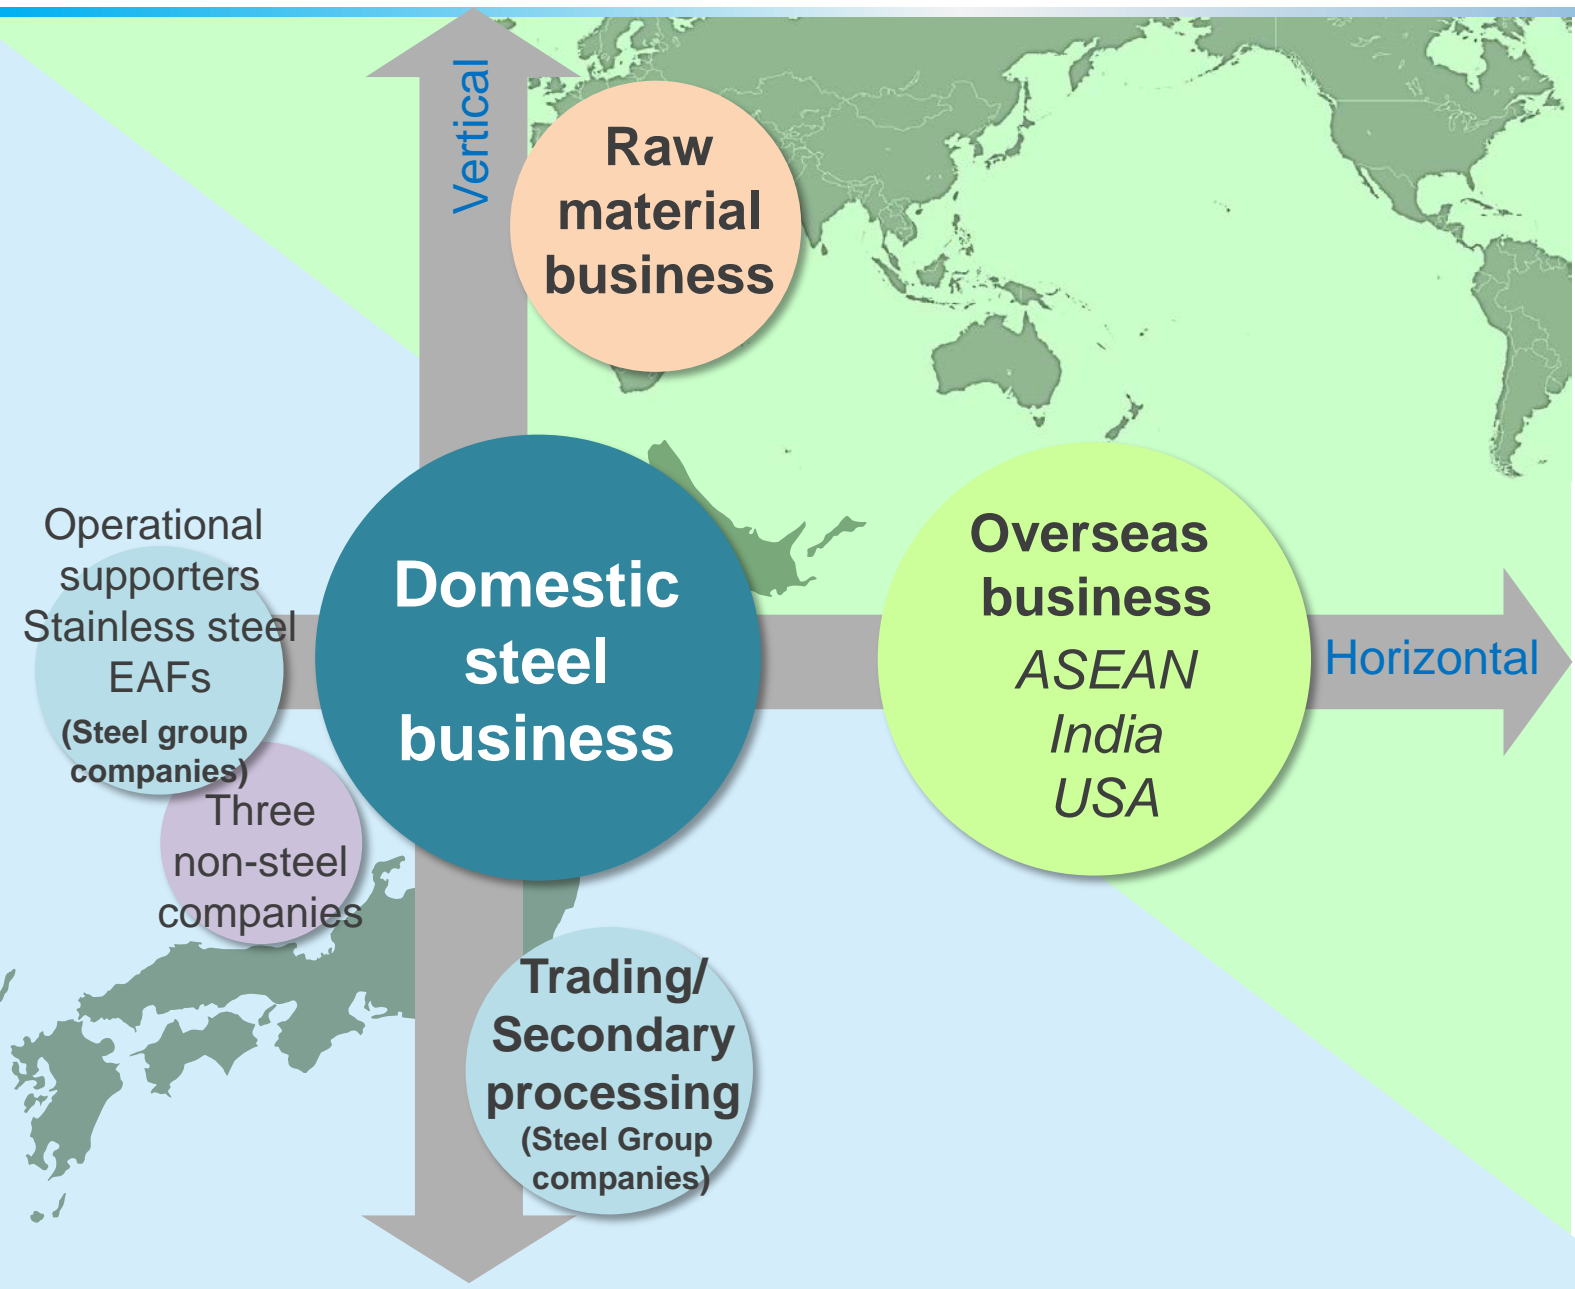 Vertical
Raw
material
business
Operational
supporters
Stainless steel
EAFs
(Steel group
companies)
Domestic
steel
business
Overseas
business
ASEAN
India
USA
Horizontal
Three
non-steel
companies
Trading/
Secondary
processing
(Steel Group
companies)